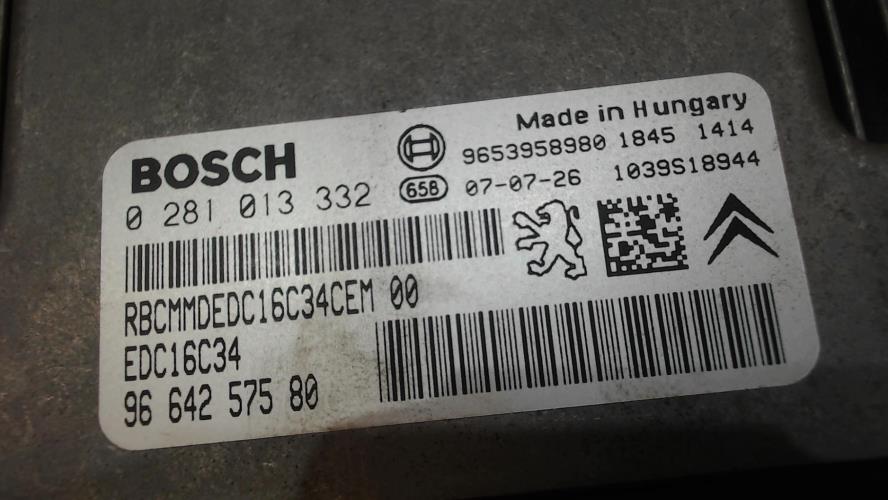 Made in Hungary
BOSCH
9653958980 1845 1414
0 281 013 332
658 07-07-26 1039S18944
RBCMMDEDC16C34CEM 00
EDC16C34
96 642 575 80